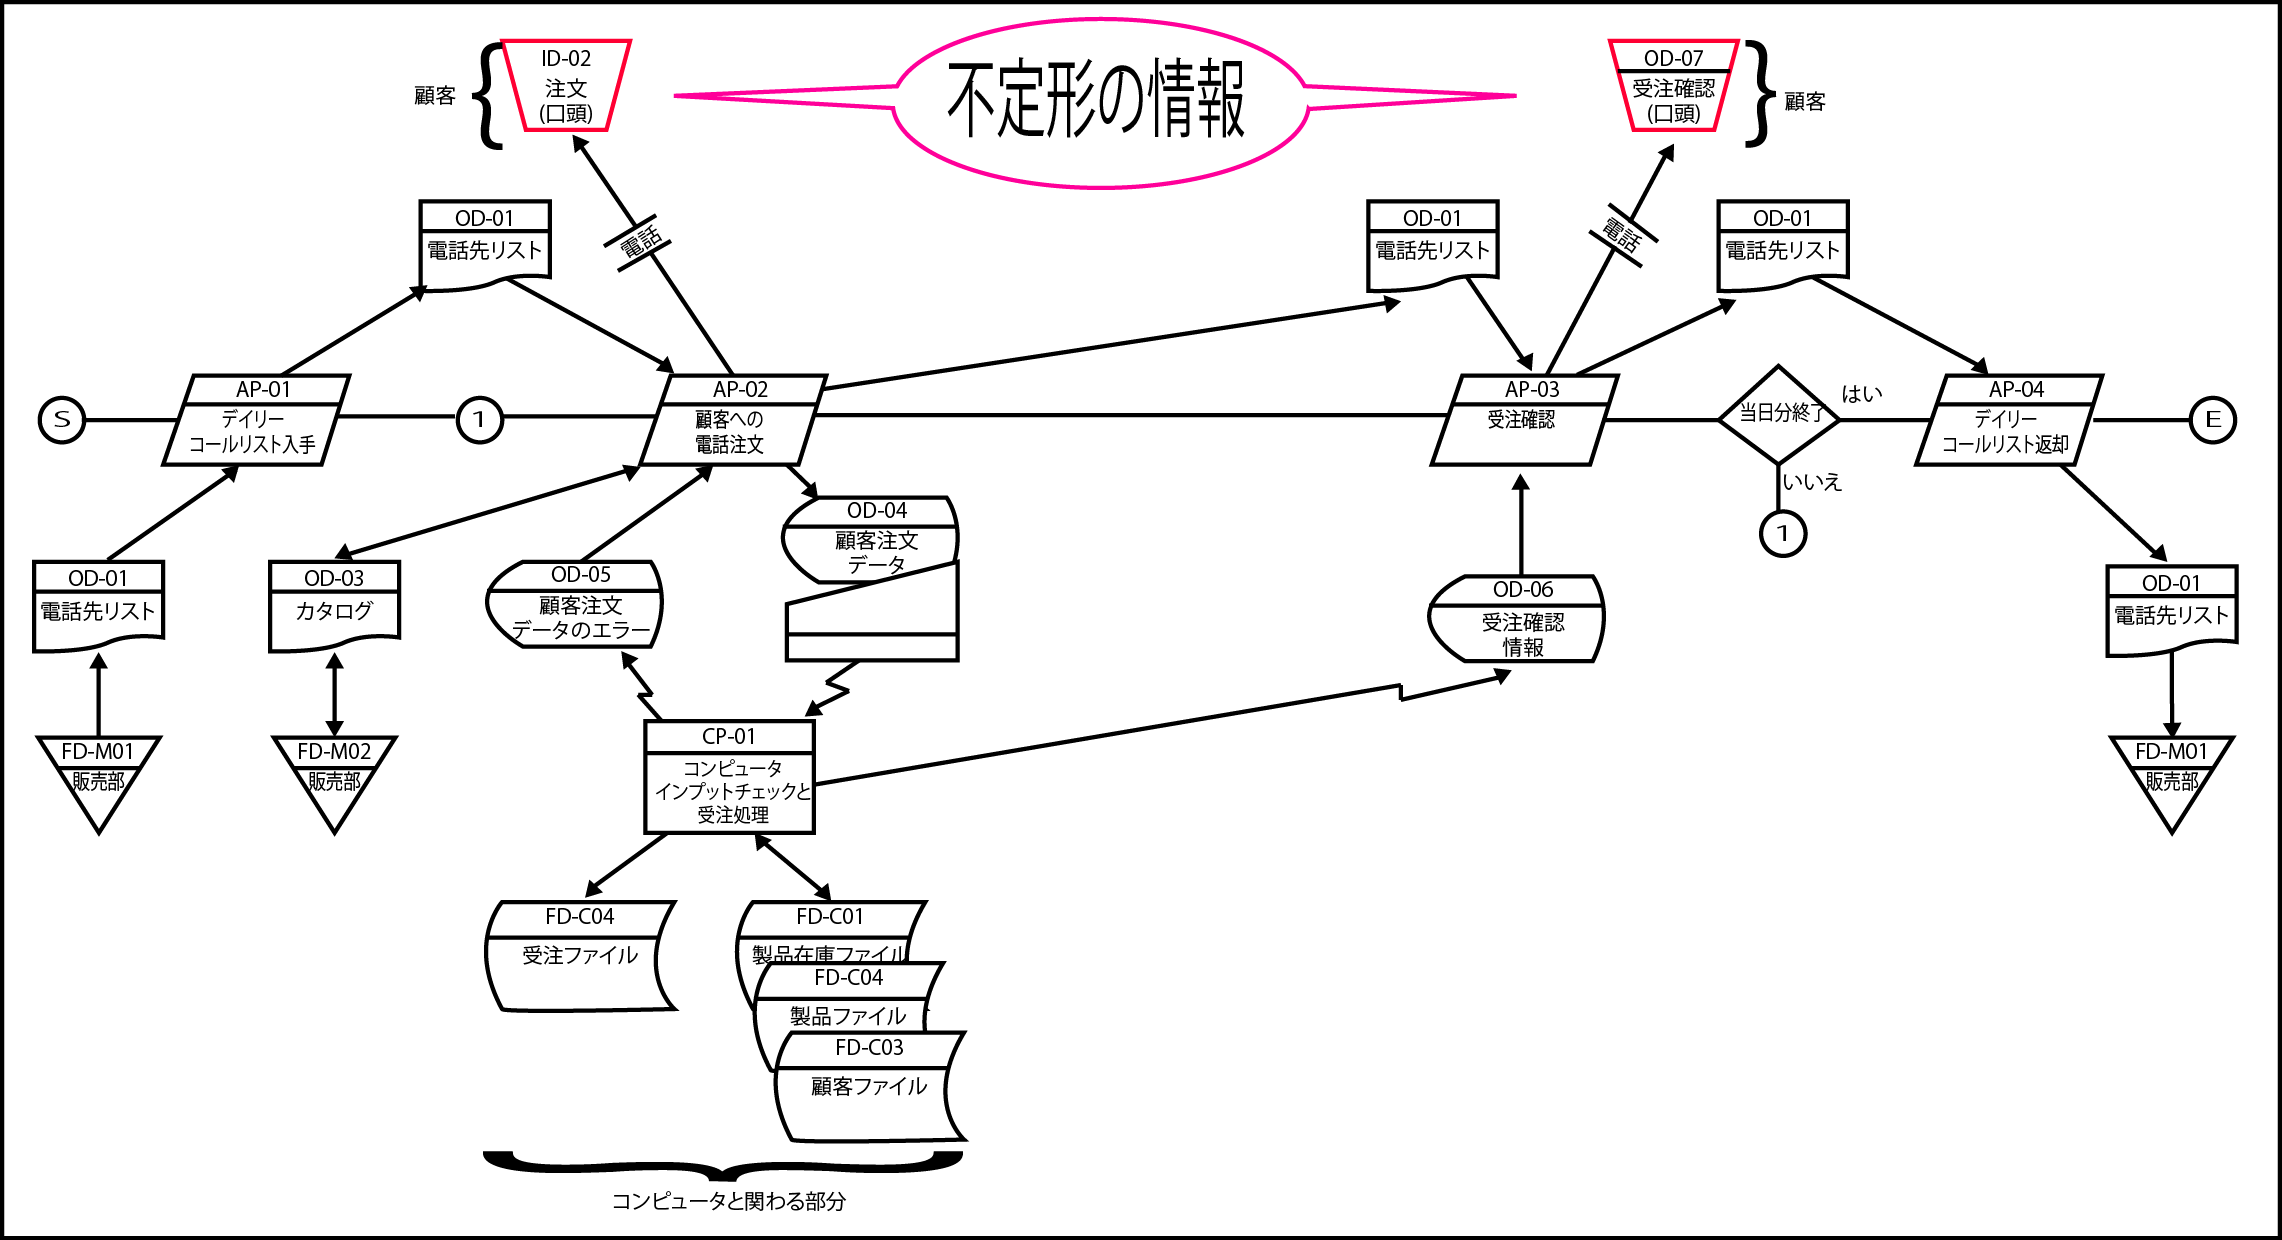 ID-02
注文
(口頭)
顧客
不定形の情報
OD-07
受注確認
(口頭)
顧客
OD-01
電話先リスト
電話
OD-01
電話先リスト
電話
OD-01
電話先リスト
S
AP-01
デイリー
コールリスト入手
1
AP-02
顧客への
電話注文
AP-03
受注確認
当日分終了
はい
いいえ
1
AP-04
デイリー
コールリスト返却
E
OD-01
電話先リスト
OD-03
カタログ
OD-05
顧客注文
データのエラー
OD-04
顧客注文
データ
OD-06
受注確認
情報
OD-01
電話先リスト
FD-M01
販売部
FD-M02
販売部
CP-01
コンピュータ
インプットチェックと
受注処理
FD-M01
販売部
FD-C04
受注ファイル
FD-C01
製品在庫ファイル
FD-C04
製品ファイル
FD-C03
顧客ファイル
コンピュータと関わる部分